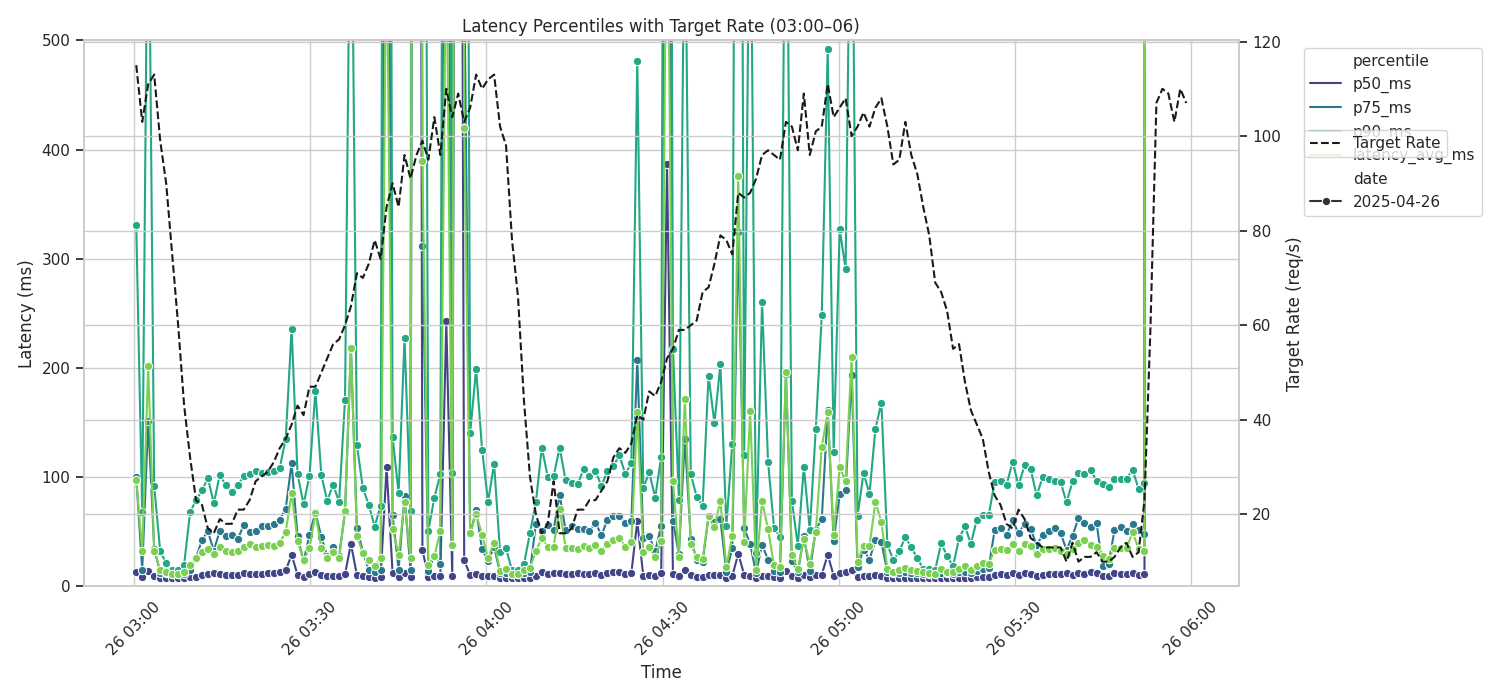 Latency Percentiles with Target Rate (03:00–06)
500
400
300
200
100
0
Latency (ms)
26 03:00
26 03:30
26 04:00
26 04:30
26 05:00
26 05:30
26 06:00
Time
120
100
80
60
40
20
Target Rate (req/s)
percentile
p50_ms
p75_ms
p90_ms
Target Rate
latency_avg_ms
date
2025-04-26